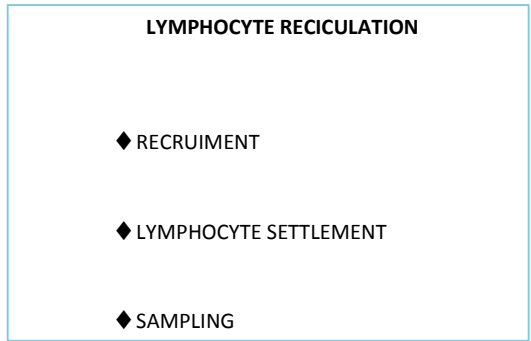 LYMPHOCYTE RECICULATION
♦ RECRUIMENT
♦ LYMPHOCYTE SETTLEMENT
♦ SAMPLING